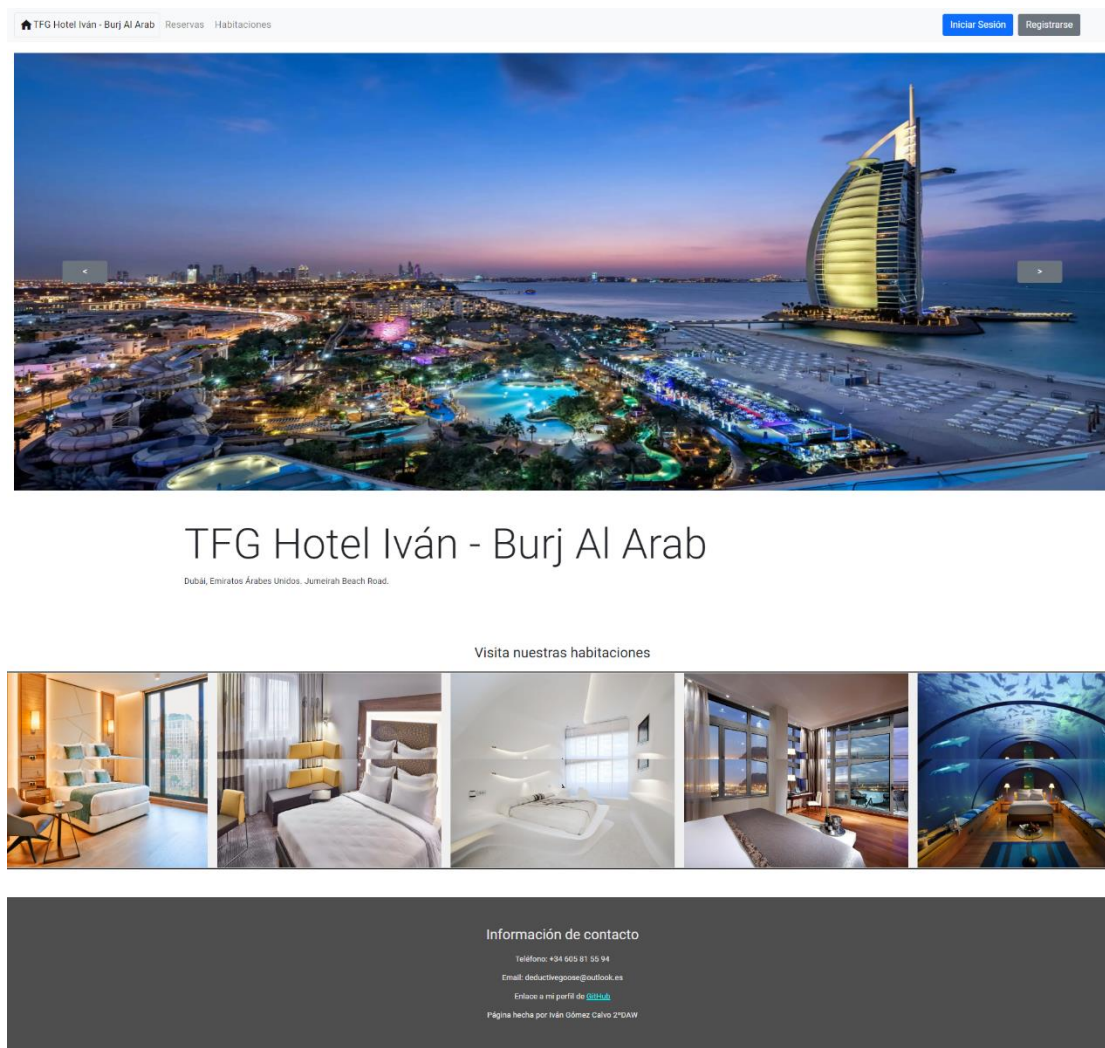 TFG Hotel Iván - Burj Al Arab Reservas Habitaciones Iniciar Sesión Registrarse
< >
TFG Hotel Iván - Burj Al Arab
Dubái, Emiratos Árabes Unidos. Jumeirah Beach Road.
Visita nuestras habitaciones
Información de contacto
Teléfono: +34 605 81 55 94
Email: deductivegoose@outlook.es
Enlace a mi perfil de GitHub
Página hecha por Iván Gómez Calvo 2ºDAW